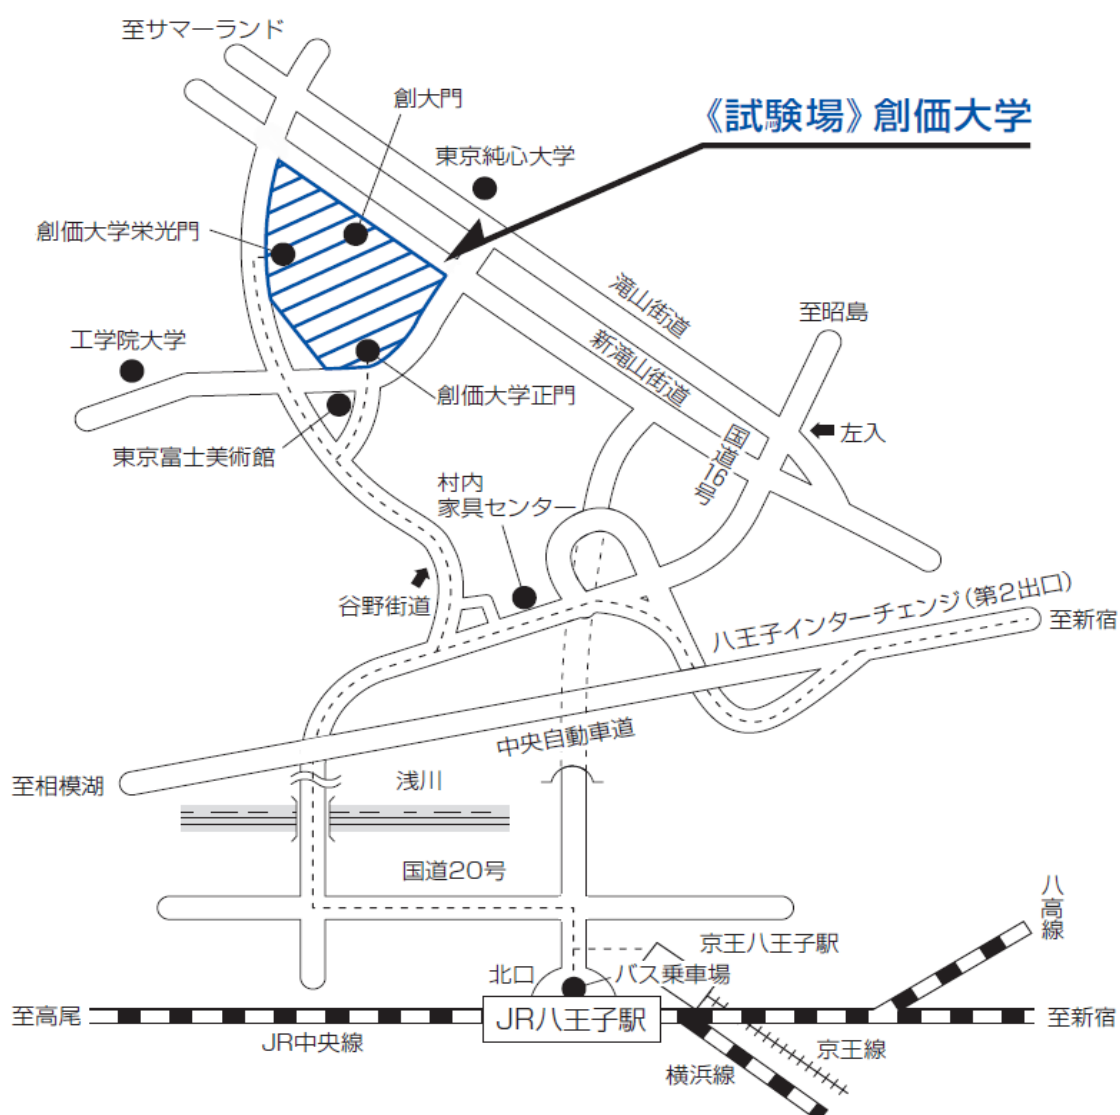 至サマーランド
創大門
《試験場》創価大学
東京純心大学
創価大学栄光門
滝山街道
至昭島
工学院大学
新滝山街道
創価大学正門
左入
国道16号
東京富士美術館
村内
家具センター
谷野街道
八王子インターチェンジ(第2出口)
至新宿
中央自動車道
至相模湖
浅川
国道20号
八高線
京王八王子駅
北口
バス乗車場
至高尾
JR八王子駅
至新宿
JR中央線
京王線
横浜線